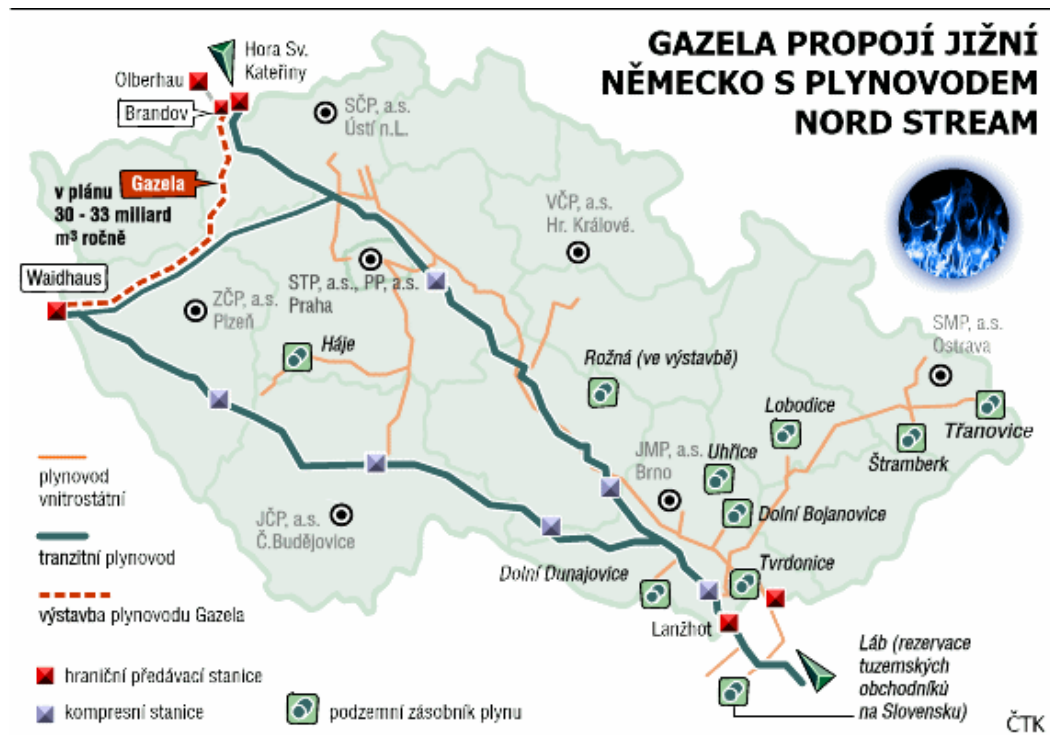 GAZELA PROPOJÍ JIŽNÍ
NĚMECKO S PLYNOVODEM
NORD STREAM
Hora Sv.
Kateřiny
Olberhau
Brandov
SČP, a.s.
Ústí n.L.
Gazela
v plánu
30 - 33 miliard
m³ ročně
VČP, a.s.
Hr. Králové.
Waidhaus
ZČP, a.s.
Plzeň
STP, a.s., PP, a.s.
Praha
Háje
Rožná (ve výstavbě)
SMP, a.s.
Ostrava
Lobodice
Třanovice
Štramberk
JMP, a.s.
Brno
Uhřice
Dolní Bojanovice
JČP, a.s.
Č.Budějovice
Dolní Dunajovice
Tvrdonice
Lanžhot
Láb (rezervace
tuzemských
obchodníků
na Slovensku)
plynovod
vnitrostátní
tranzitní plynovod
výstavba plynovodu Gazela
hraniční předávací stanice
kompresní stanice
podzemní zásobník plynu
ČTK